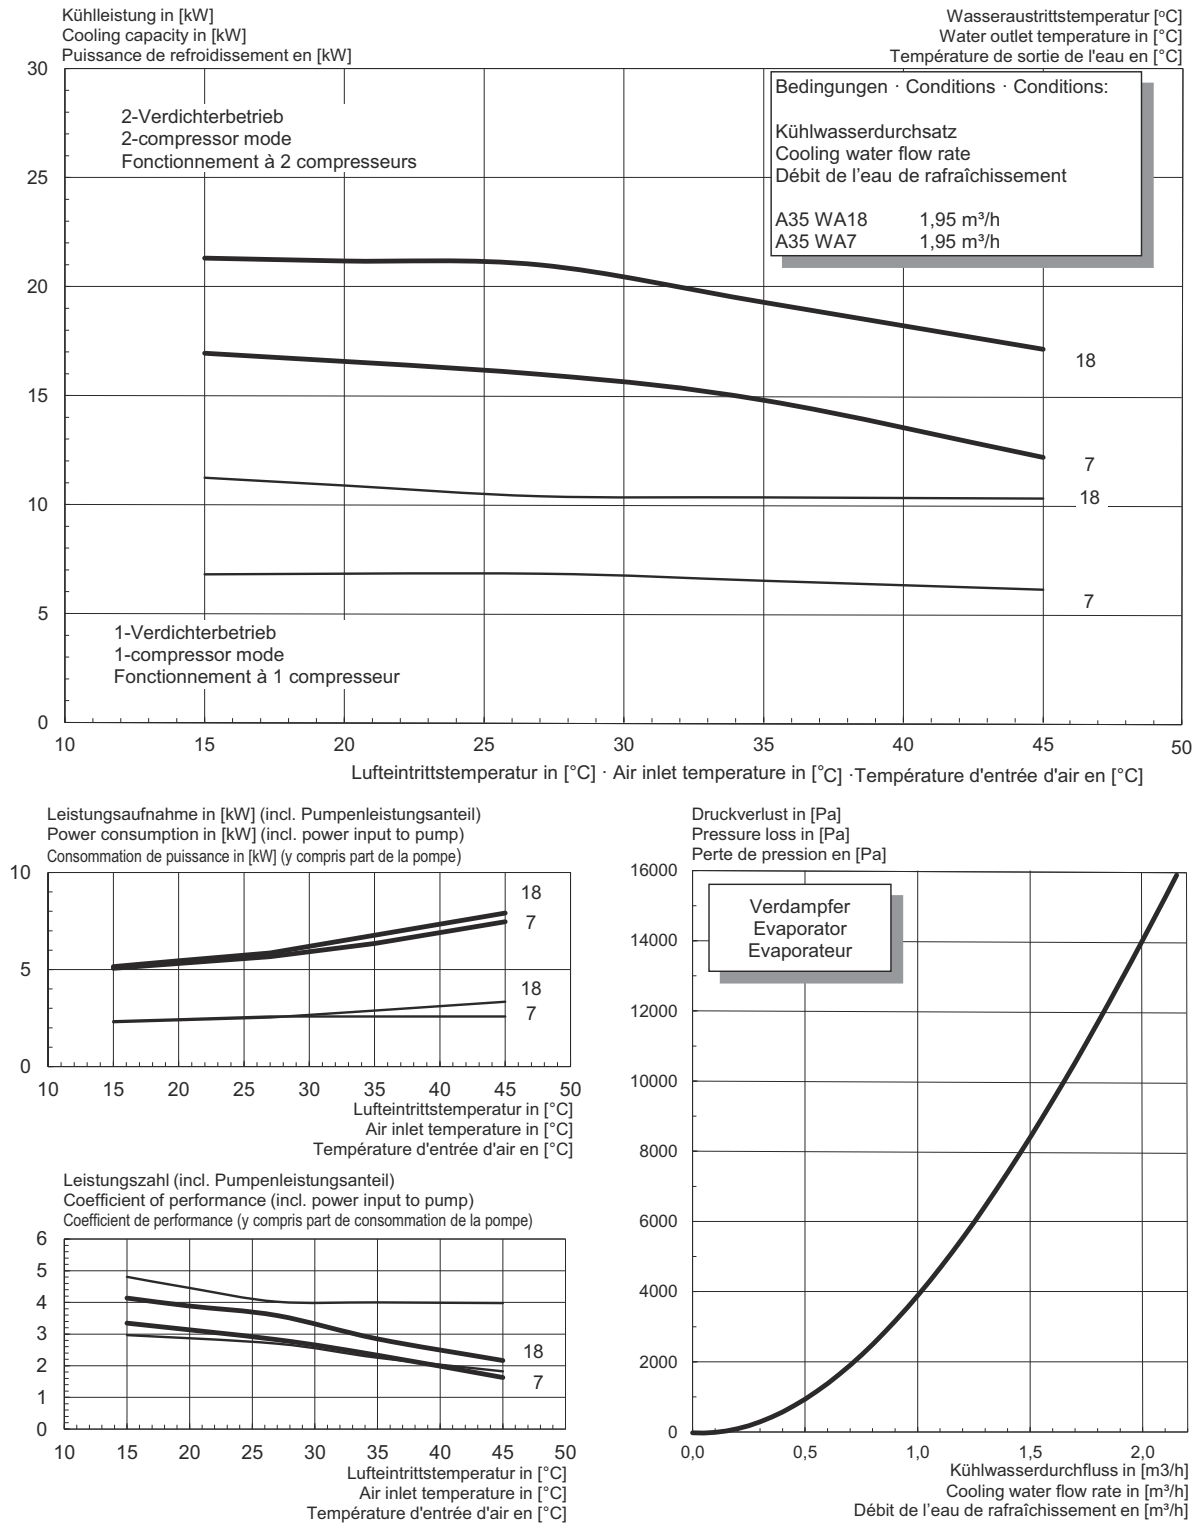 Kühlleistung in [kW]
Cooling capacity in [kW]
Puissance de refroidissement en [kW]
Wasseraustrittstemperatur [ºC]
Water outlet temperature in [°C]
Température de sortie de l'eau en [°C]
30
25
20
15
10
5
0
2-Verdichterbetrieb
2-compressor mode
Fonctionnement à 2 compresseurs
Bedingungen · Conditions · Conditions:
Kühlwasserdurchsatz
Cooling water flow rate
Débit de l'eau de rafraîchissement
A35 WA18 1,95 m³/h
A35 WA7 1,95 m³/h
18
7
18
7
1-Verdichterbetrieb
1-compressor mode
Fonctionnement à 1 compresseur
10 15 20 25 30 35 40 45 50
Lufteintrittstemperatur in [°C] · Air inlet temperature in [°C] ·Température d'entrée d'air en [°C]
Leistungsaufnahme in [kW] (incl. Pumpenleistungsanteil)
Power consumption in [kW] (incl. power input to pump)
Consommation de puissance in [kW] (y compris part de la pompe)
10
5
0
18
7
18
7
10 15 20 25 30 35 40 45 50
Lufteintrittstemperatur in [°C]
Air inlet temperature in [°C]
Température d'entrée d'air en [°C]
Leistungszahl (incl. Pumpenleistungsanteil)
Coefficient of performance (incl. power input to pump)
Coefficient de performance (y compris part de consommation de la pompe)
6
5
4
3
2
1
0
18
7
10 15 20 25 30 35 40 45 50
Lufteintrittstemperatur in [°C]
Air inlet temperature in [°C]
Température d'entrée d'air en [°C]
Druckverlust in [Pa]
Pressure loss in [Pa]
Perte de pression en [Pa]
16000
14000
12000
10000
8000
6000
4000
2000
0
Verdampfer
Evaporator
Evaporateur
0,0 0,5 1,0 1,5 2,0
Kühlwasserdurchfluss in [m3/h]
Cooling water flow rate in [m³/h]
Débit de l'eau de rafraîchissement en [m³/h]